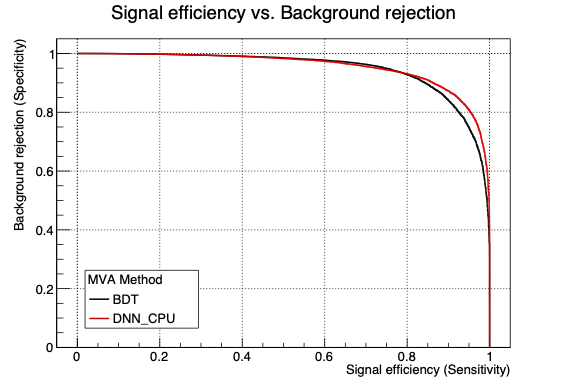 Signal efficiency vs. Background rejection
Background rejection (Specificity)
1
0.8
0.6
0.4
0.2
0
MVA Method
BDT
DNN_CPU
0 0.2 0.4 0.6 0.8 1
Signal efficiency (Sensitivity)